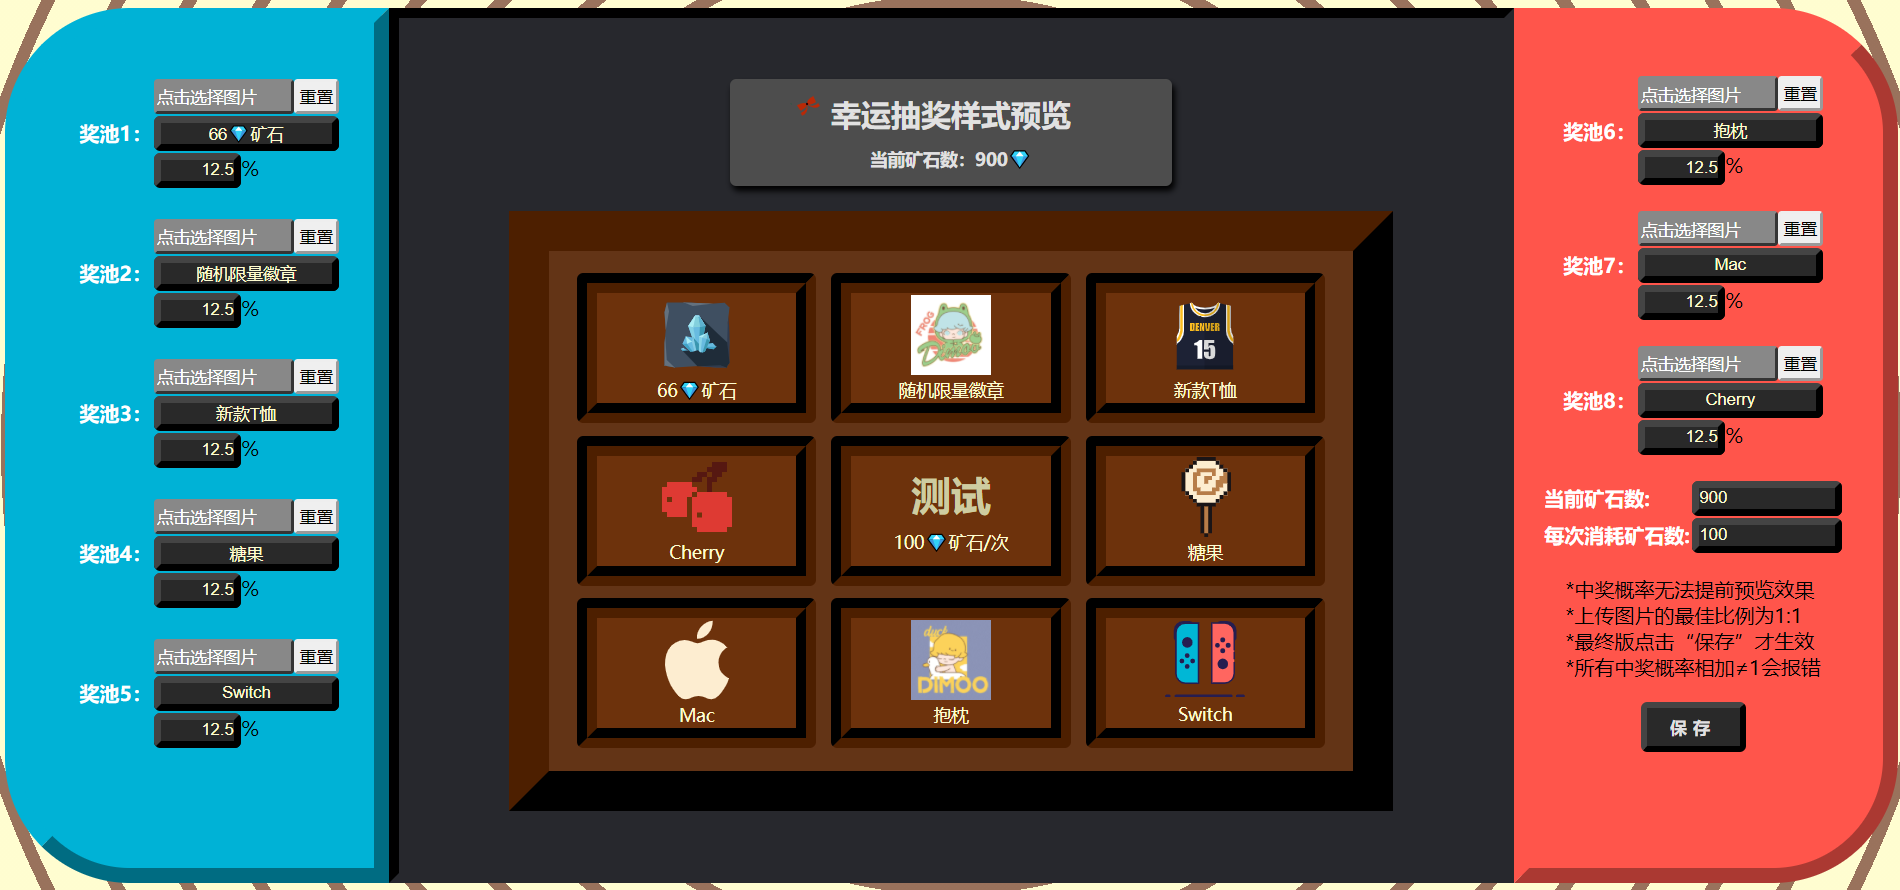 点击选择图片 重置
奖池1: 66💎矿石
12.5 %
点击选择图片 重置
奖池2: 随机限量徽章
12.5 %
点击选择图片 重置
奖池3: 新款T恤
12.5 %
点击选择图片 重置
奖池4: 糖果
12.5 %
点击选择图片 重置
奖池5: Switch
12.5 %
幸运抽奖样式预览
当前矿石数: 900💎
66💎矿石
FROG
Dimoo
随机限量徽章
DENVER
15
新款T恤
Cherry
测试
100💎矿石/次
糖果
Mac
duck
DIMOO
抱枕
Switch
点击选择图片 重置
奖池6: 抱枕
12.5 %
点击选择图片 重置
奖池7: Mac
12.5 %
点击选择图片 重置
奖池8: Cherry
12.5 %
当前矿石数: 900
每次消耗矿石数: 100
*中奖概率无法提前预览效果
*上传图片的最佳比例为1:1
*最终版点击“保存”才生效
*所有中奖概率相加≠1会报错
保 存